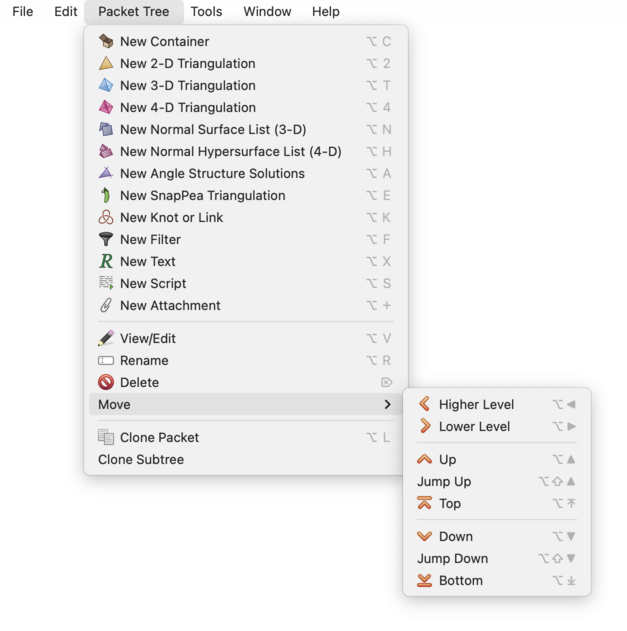 File Edit Packet Tree Tools Window Help
New Container ⌥ C
New 2-D Triangulation ⌥ 2
New 3-D Triangulation ⌥ T
New 4-D Triangulation ⌥ 4
New Normal Surface List (3-D) ⌥ N
New Normal Hypersurface List (4-D) ⌥ H
New Angle Structure Solutions ⌥ A
New SnapPea Triangulation ⌥ E
New Knot or Link ⌥ K
New Filter ⌥ F
New Text ⌥ X
New Script ⌥ S
New Attachment ⌥ +
View/Edit ⌥ V
Rename ⌥ R
Delete ⌦
Move
Clone Packet ⌥ L
Clone Subtree
Higher Level ⌥ ◀
Lower Level ⌥ ▶
Up ⌥ ▲
Jump Up ⌥ ⇧ ▲
Top ⌥ ⤒
Down ⌥ ▼
Jump Down ⌥ ⇧ ▼
Bottom ⌥ ⤓